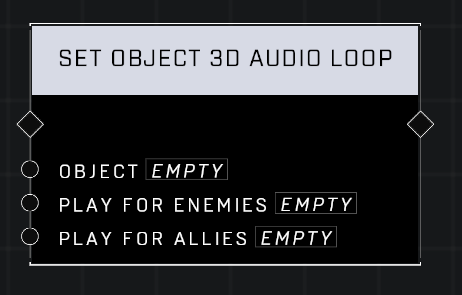 SET OBJECT 3D AUDIO LOOP
OBJECT EMPTY
PLAY FOR ENEMIES EMPTY
PLAY FOR ALLIES EMPTY